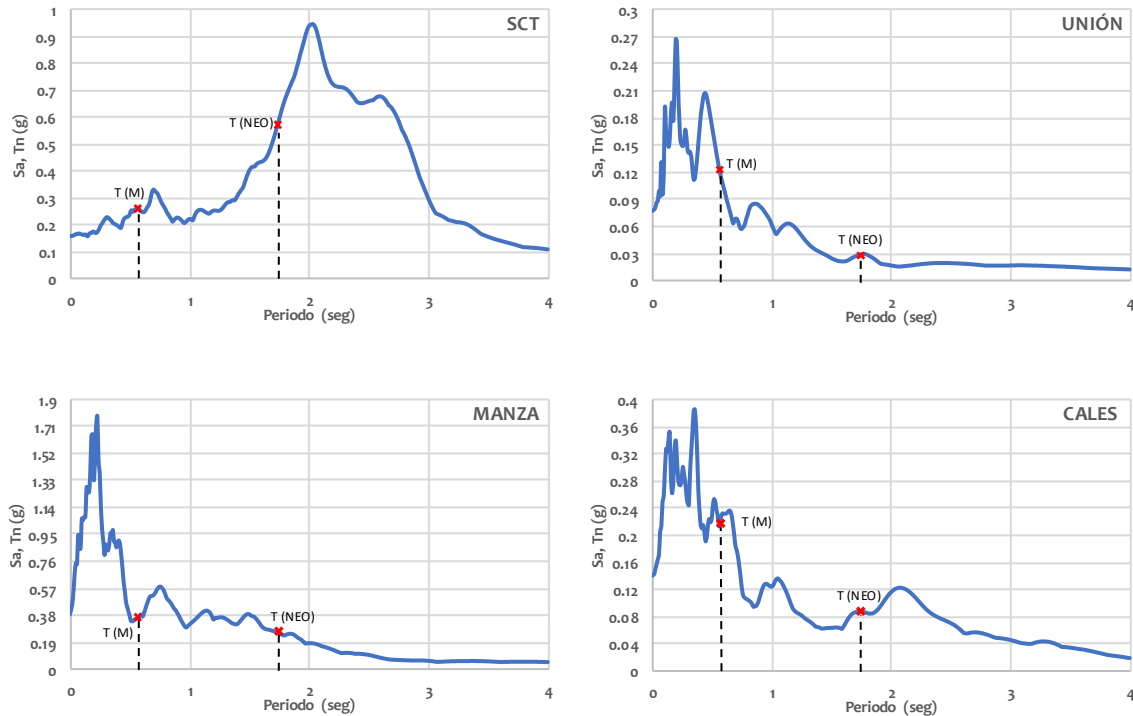 SCT
Sa, Tn (g)
1
0.9
0.8
0.7
0.6
0.5
0.4
0.3
0.2
0.1
0
T (M)
T (NEO)
0 1 2 3 4
Periodo (seg)
UNIÓN
Sa, Tn (g)
0.3
0.27
0.24
0.21
0.18
0.15
0.12
0.09
0.06
0.03
0
T (M)
T (NEO)
0 1 2 3 4
Periodo (seg)
MANZA
Sa, Tn (g)
1.9
1.71
1.52
1.33
1.14
0.95
0.76
0.57
0.38
0.19
0
T (M)
T (NEO)
0 1 2 3 4
Periodo (seg)
CALES
Sa, Tn (g)
0.4
0.36
0.32
0.28
0.24
0.2
0.16
0.12
0.08
0.04
0
T (M)
T (NEO)
0 1 2 3 4
Periodo (seg)